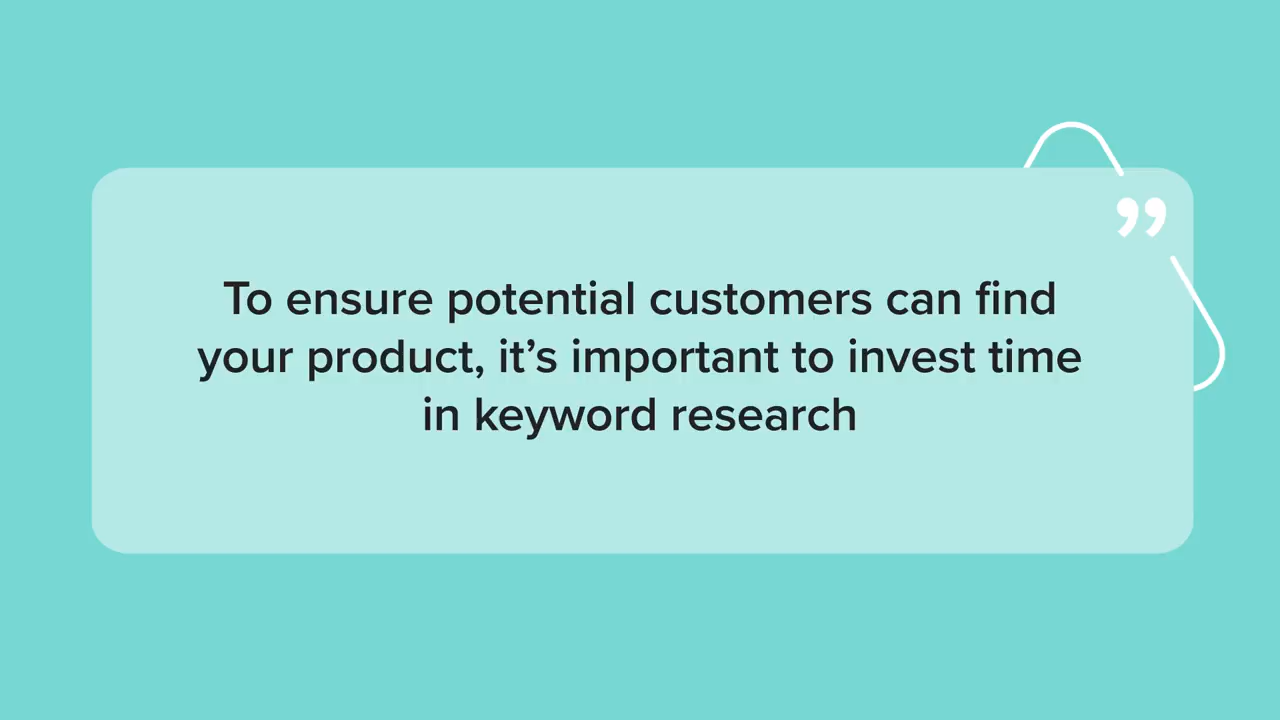 ”
To ensure potential customers can find
your product, it’s important to invest time
in keyword research